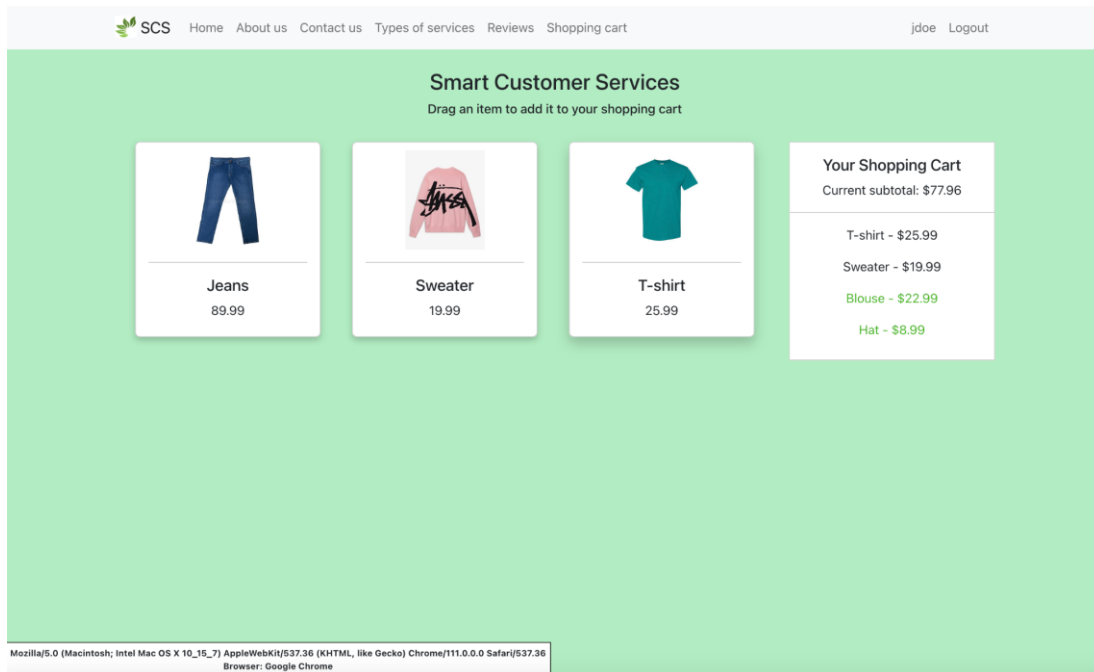 SCS Home About us Contact us Types of services Reviews Shopping cart jdoe Logout
Smart Customer Services
Drag an item to add it to your shopping cart
Jeans
89.99
Sweater
19.99
T-shirt
25.99
Your Shopping Cart
Current subtotal: $77.96
T-shirt - $25.99
Sweater - $19.99
Blouse - $22.99
Hat - $8.99
Mozilla/5.0 (Macintosh; Intel Mac OS X 10_15_7) AppleWebKit/537.36 (KHTML, like Gecko) Chrome/111.0.0.0 Safari/537.36
Browser: Google Chrome